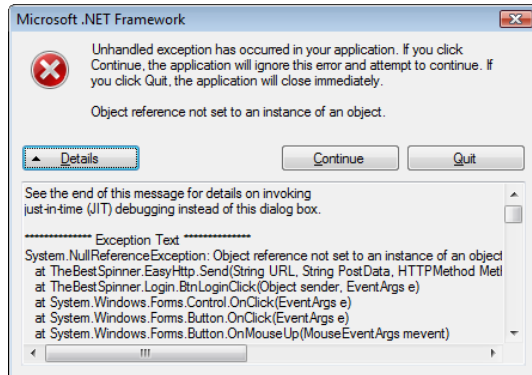 Microsoft .NET Framework
Unhandled exception has occurred in your application. If you click
Continue, the application will ignore this error and attempt to continue. If
you click Quit, the application will close immediately.
Object reference not set to an instance of an object.
Details
Continue
Quit
See the end of this message for details on invoking
just-in-time (JIT) debugging instead of this dialog box.
************** Exception Text **************
System.NullReferenceException: Object reference not set to an instance of an object
at TheBestSpinner.EasyHttp.Send(String URL, String PostData, HTTPMethod Met
at TheBestSpinner.Login.BtnLoginClick(Object sender, EventArgs e)
at System.Windows.Forms.Control.OnClick(EventArgs e)
at System.Windows.Forms.Button.OnClick(EventArgs e)
at System.Windows.Forms.Button.OnMouseUp(MouseEventArgs mevent)